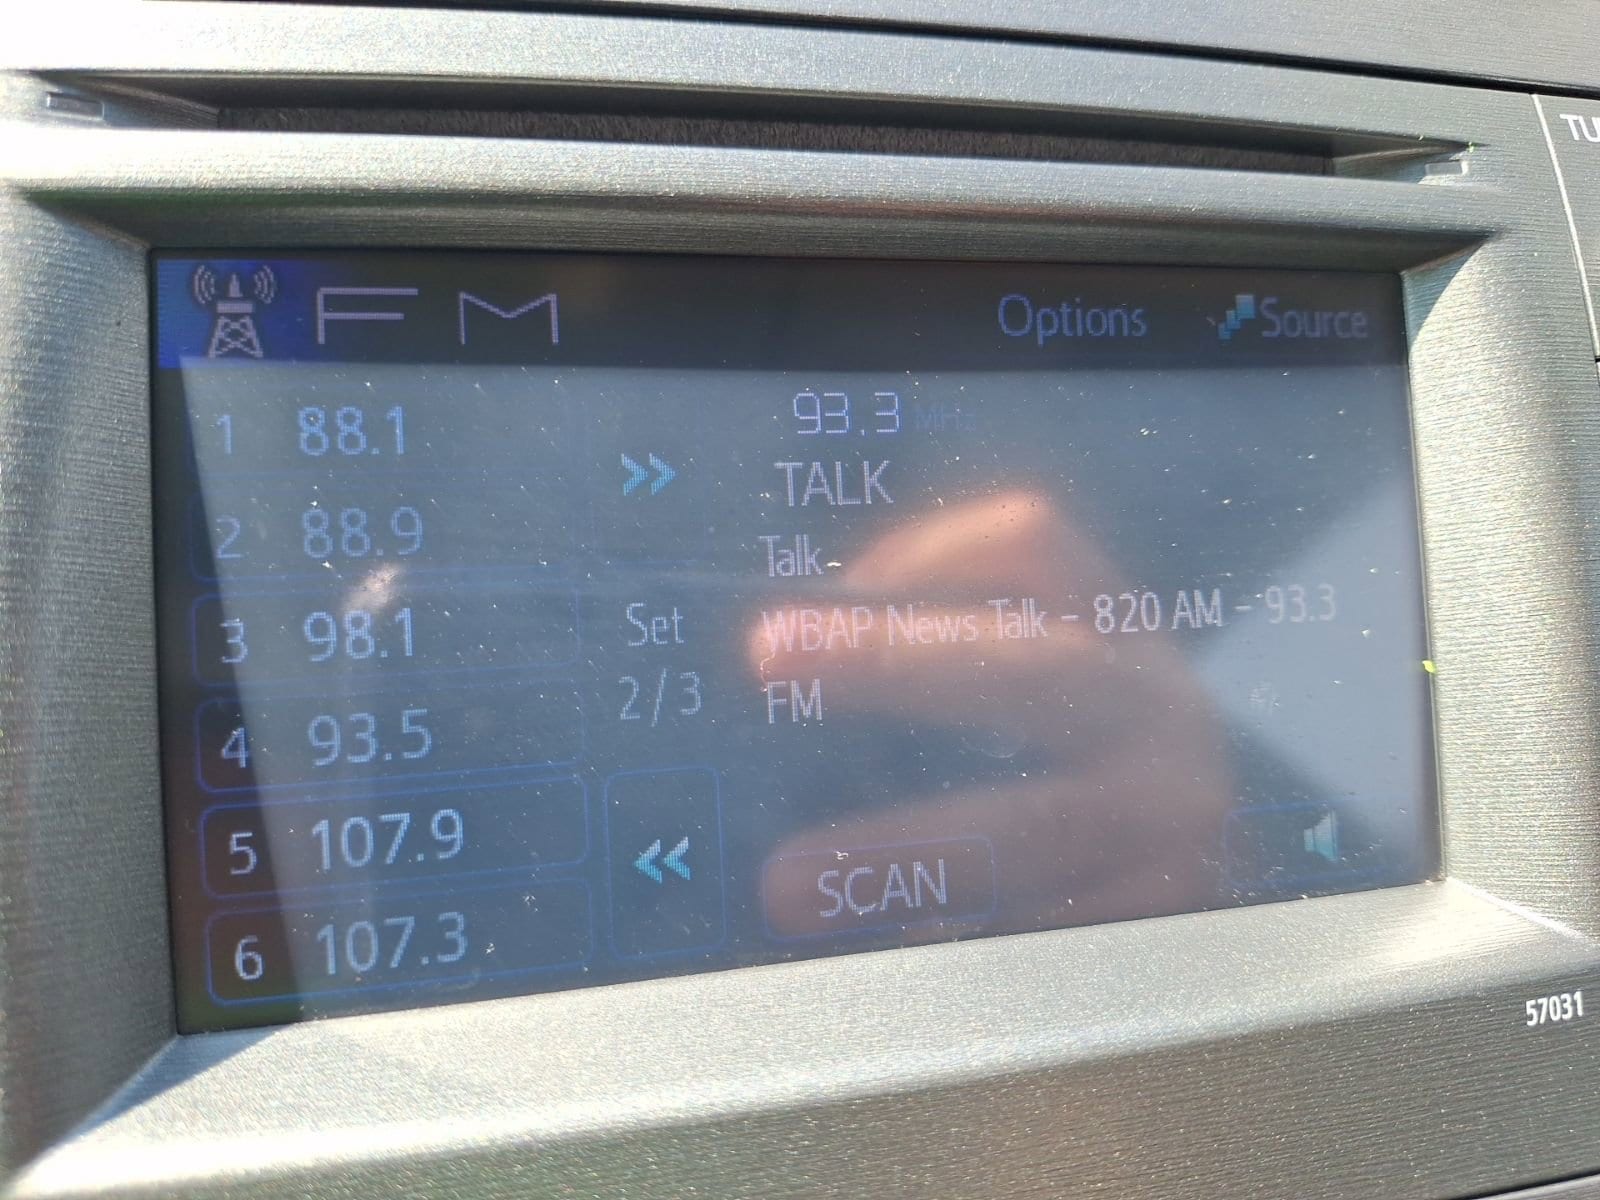 TU
FM Options Source
1 88.1
2 88.9
3 98.1
4 93.5
5 107.9
6 107.3
Set
2/3
93.3 MHz
TALK
Talk
WBAP News Talk - 820 AM - 93.3
FM
SCAN
57031